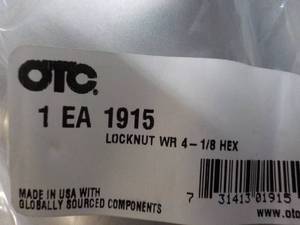 OTC
1 EA 1915
LOCKNUT WR 4-1/8 HEX
MADE IN USA WITH
GLOBALLY SOURCED COMPONENTS
7 31413 01915
www.otc